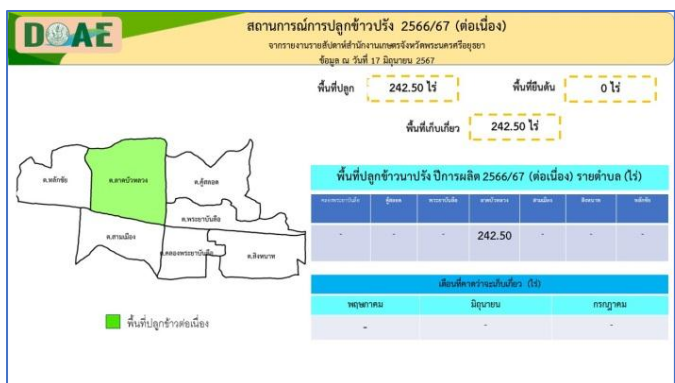 DOAE
สถานการณ์การปลูกข้าวปรัง 2566/67 (ต่อเนื่อง)
จากรายงานรายสัปดาห์สำนักงานเกษตรจังหวัดพระนครศรีอยุธยา
ข้อมูล ณ วันที่ 17 มิถุนายน 2567
พื้นที่ปลูก 242.50 ไร่ พื้นที่ยืนต้น 0 ไร่
พื้นที่เก็บเกี่ยว 242.50 ไร่
ต.หลักชัย ต.ลาดบัวหลวง ต.คู้สลอด
ต.พระยาบันลือ
ต.สามเมือง ต.คลองพระยาบันลือ ต.สิงหนาท
พื้นที่ปลูกข้าวต่อเนื่อง
พื้นที่ปลูกข้าวนาปรัง ปีการผลิต 2566/67 (ต่อเนื่อง) รายตำบล (ไร่)
คลองพระยาบันลือ คู้สลอด พระยาบันลือ ลาดบัวหลวง สามเมือง สิงหนาท หลักชัย
- - - 242.50 - - -
เดือนที่คาดว่าจะเก็บเกี่ยว (ไร่)
พฤษภาคม มิถุนายน กรกฎาคม
- - -